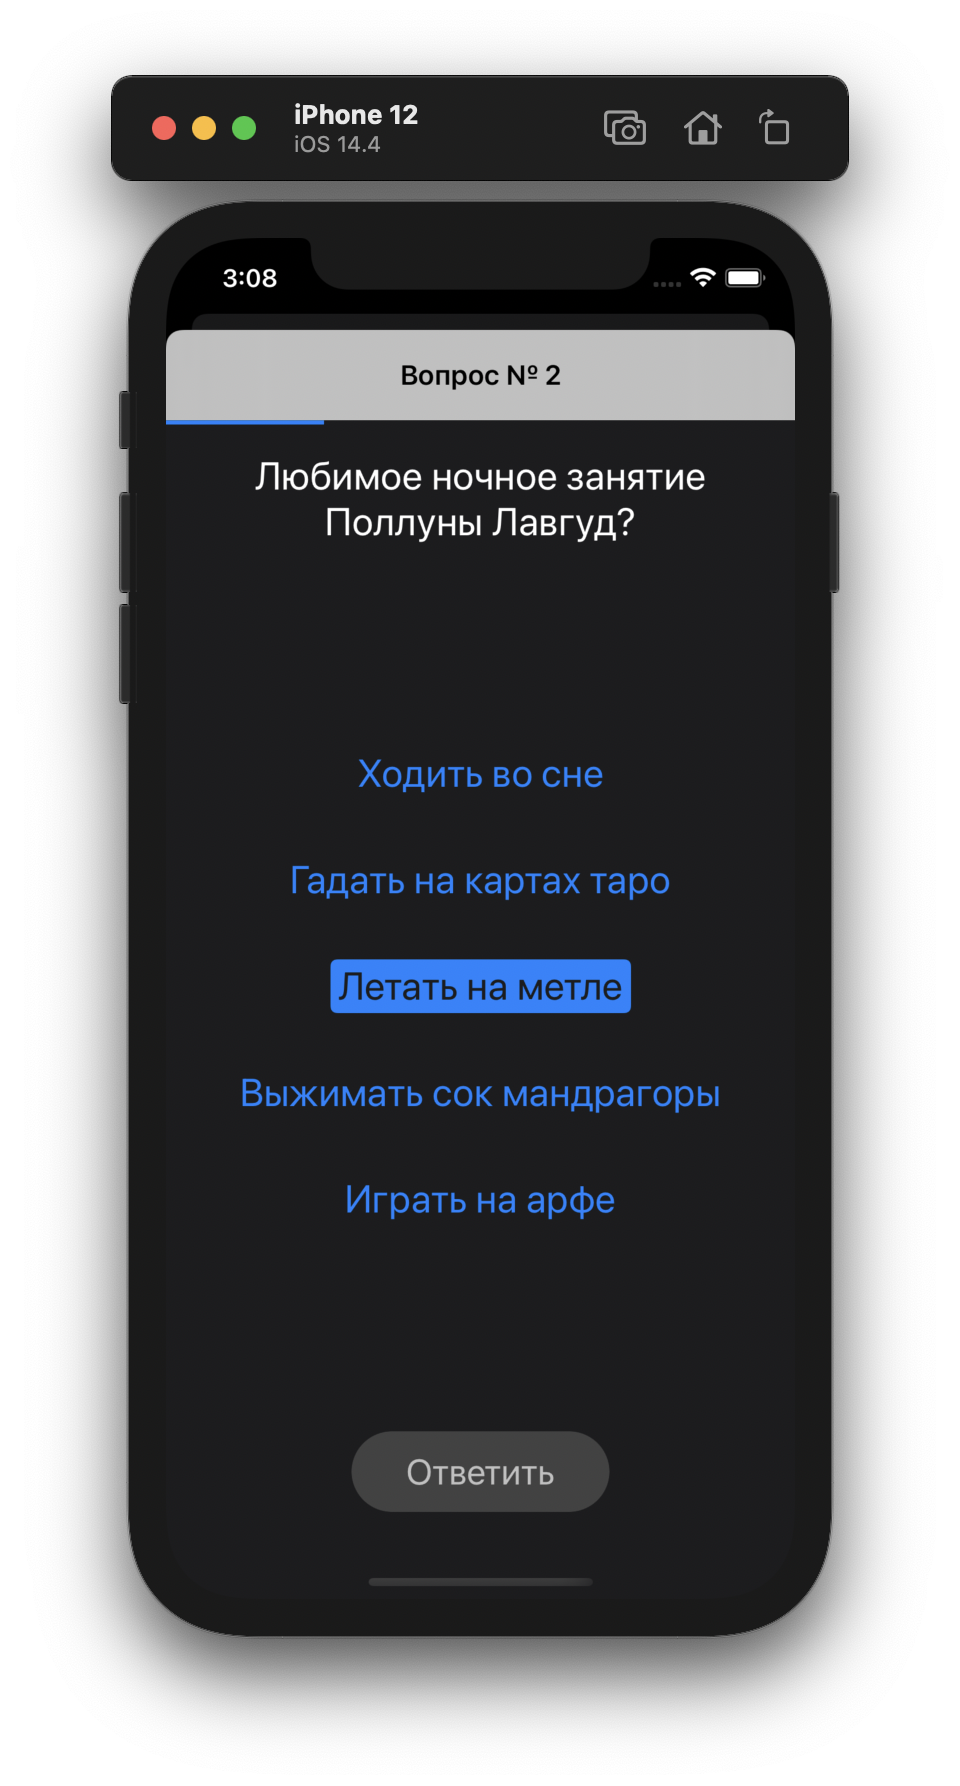 iPhone 12
iOS 14.4
3:08
Вопрос № 2
Любимое ночное занятие
Поллуны Лавгуд?
Ходить во сне
Гадать на картах таро
Летать на метле
Выжимать сок мандрагоры
Играть на арфе
Ответить